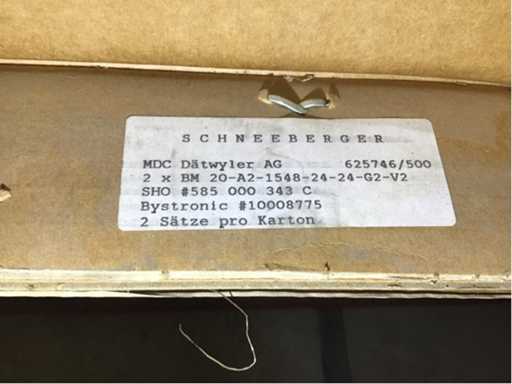 SCHNEEBERGER
MDC Dätwyler AG 625746/500
2 x BM 20-A2-1548-24-24-G2-V2
SHO #585 000 343 C
Bystronic #10008775
2 Sätze pro Karton